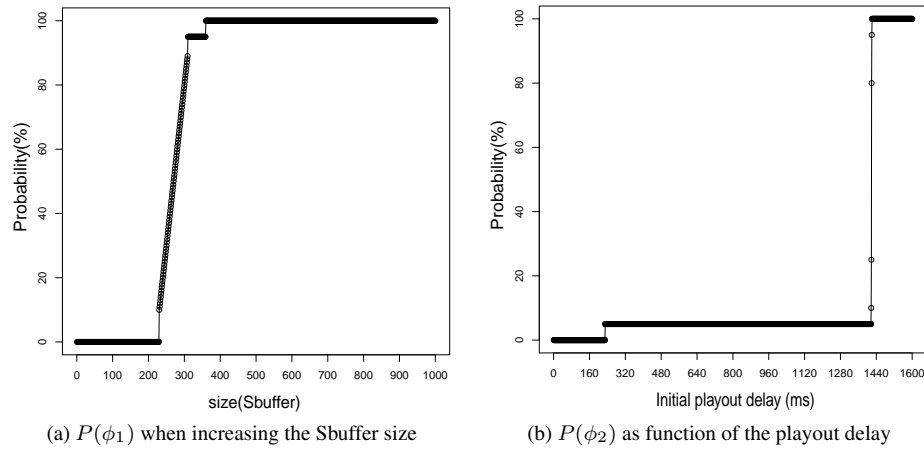 Probability(%)
100
80
60
40
20
0
0 100 200 300 400 500 600 700 800 900 1000
size(Sbuffer)
(a) P(ϕ₁) when increasing the Sbuffer size
Probability(%)
100
80
60
40
20
0
0 160 320 480 640 800 960 1120 1280 1440 1600
Initial playout delay (ms)
(b) P(ϕ₂) as function of the playout delay